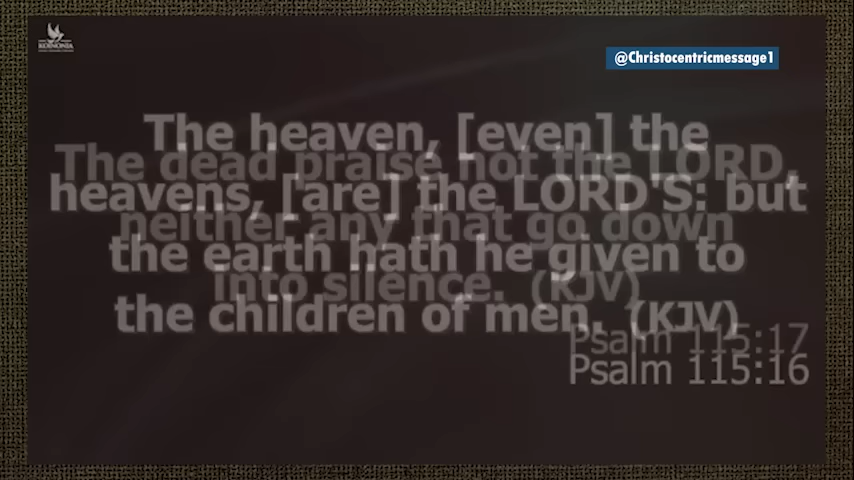 KOINONIA
@Christocentricmessage1
The heaven, [even] the
heavens, [are] the LORD'S: but
the earth hath he given to
the children of men. (KJV)
Psalm 115:16
The dead praise not the LORD,
neither any that go down
into silence. (KJV)
Psalm 115:17